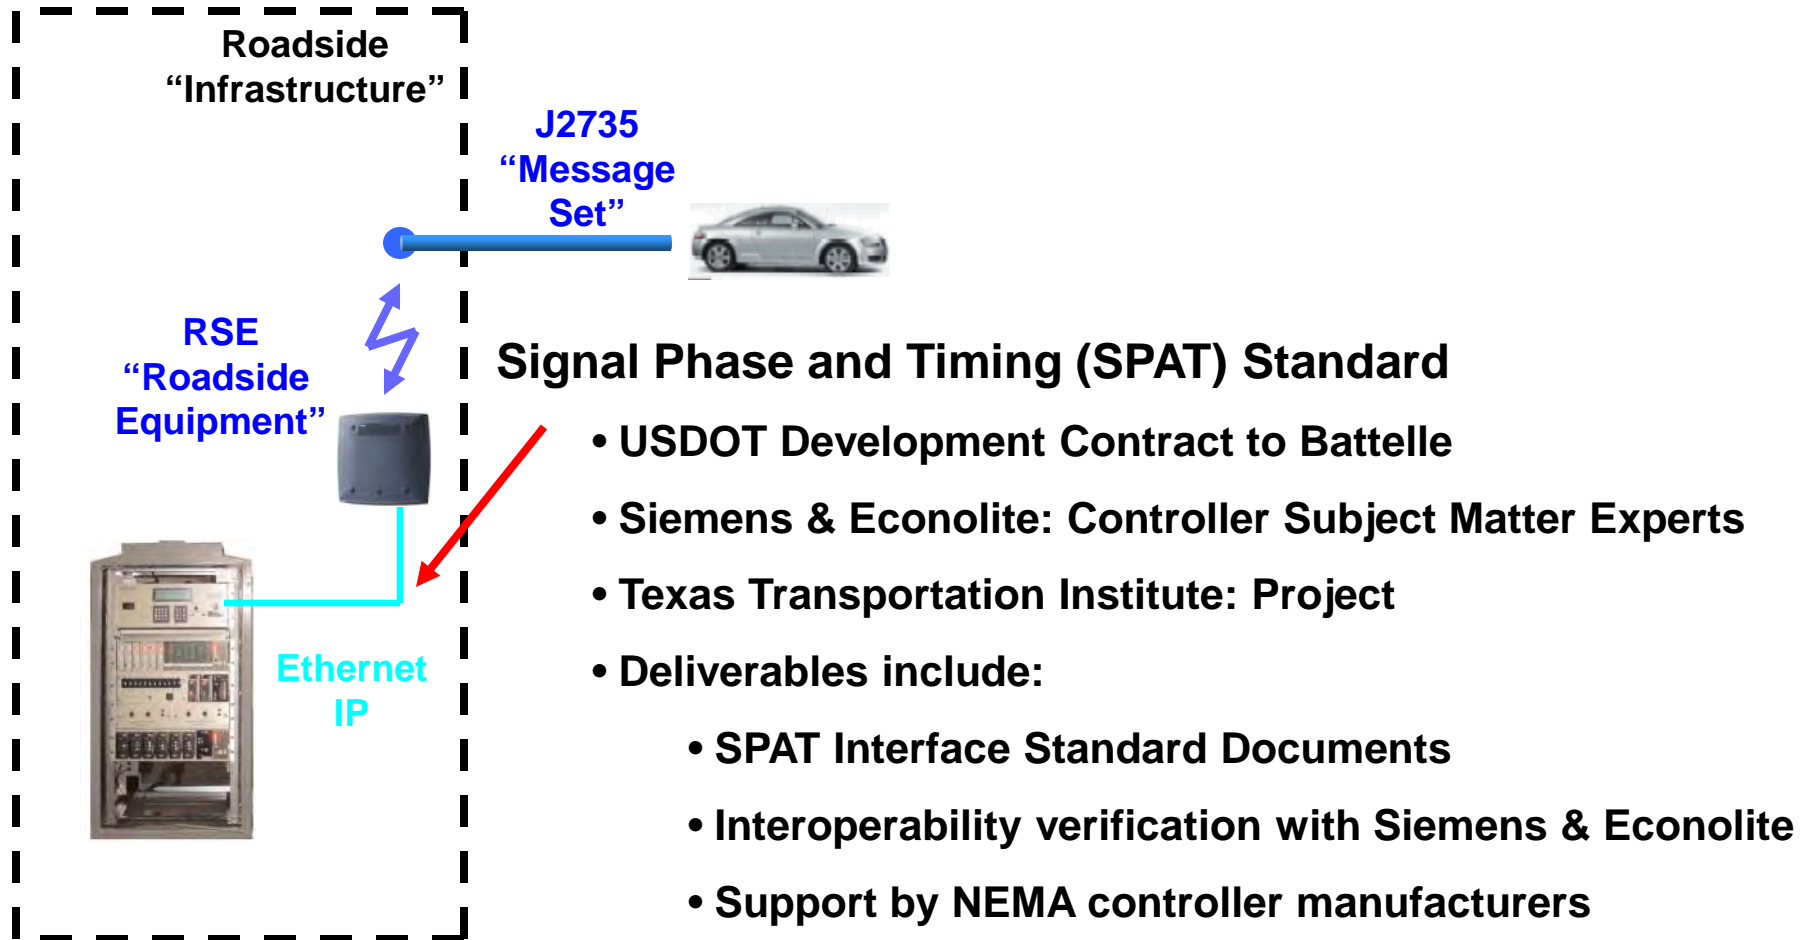 Roadside
“Infrastructure”
J2735
“Message
Set”
RSE
“Roadside
Equipment”
Ethernet
IP
Signal Phase and Timing (SPAT) Standard
• USDOT Development Contract to Battelle
• Siemens & Econolite: Controller Subject Matter Experts
• Texas Transportation Institute: Project
• Deliverables include:
• SPAT Interface Standard Documents
• Interoperability verification with Siemens & Econolite
• Support by NEMA controller manufacturers